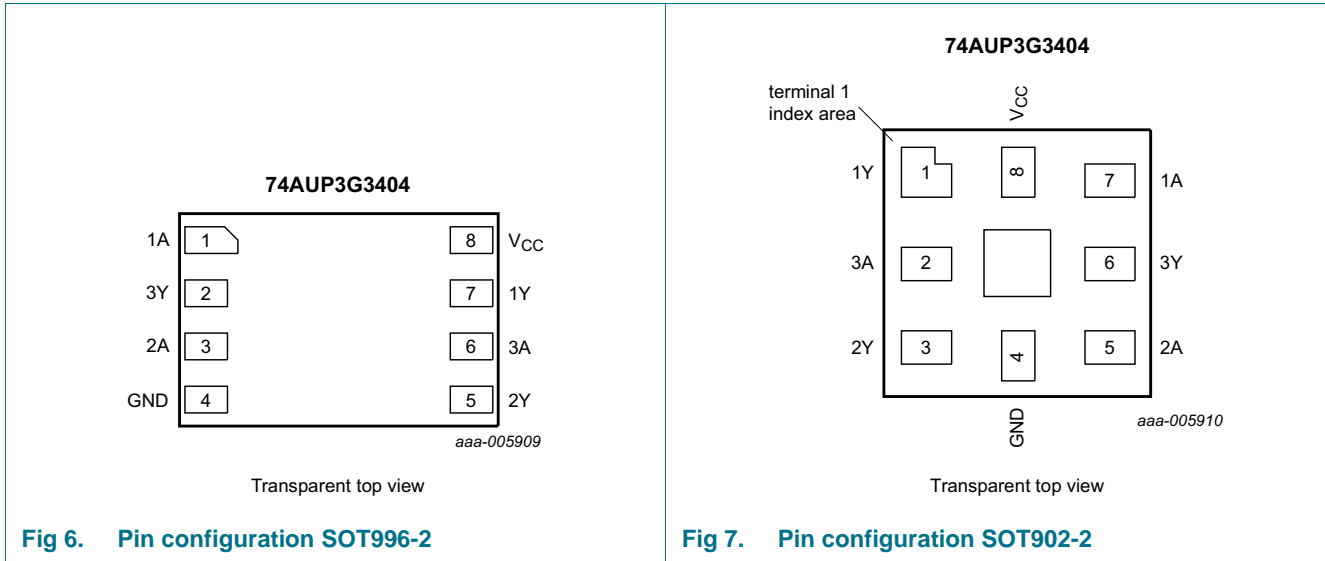 74AUP3G3404
1A 1 8 VCC
3Y 2 7 1Y
2A 3 6 3A
GND 4 5 2Y
aaa-005909
Transparent top view
Fig 6. Pin configuration SOT996-2
74AUP3G3404
terminal 1
index area
VCC
1Y 1 8 7 1A
3A 2 6 3Y
2Y 3 4 5 2A
GND
aaa-005910
Transparent top view
Fig 7. Pin configuration SOT902-2